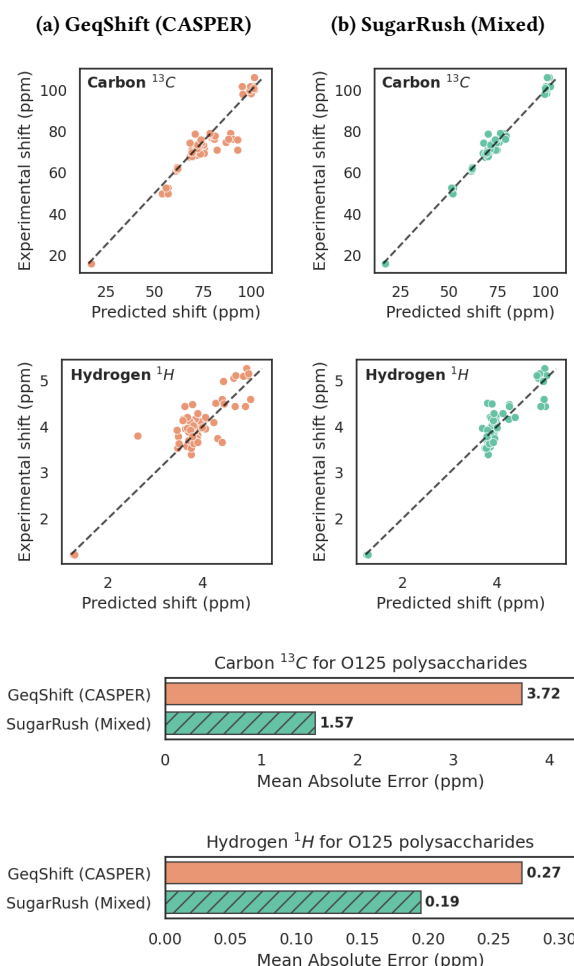 (a) GeqShift (CASPER)
(b) SugarRush (Mixed)
Carbon ¹³C
Experimental shift (ppm)
100
80
60
40
20
25 50 75 100
Predicted shift (ppm)
Carbon ¹³C
Experimental shift (ppm)
100
80
60
40
20
25 50 75 100
Predicted shift (ppm)
Hydrogen ¹H
Experimental shift (ppm)
5
4
3
2
2 4
Predicted shift (ppm)
Hydrogen ¹H
Experimental shift (ppm)
5
4
3
2
2 4
Predicted shift (ppm)
Carbon ¹³C for O125 polysaccharides
GeqShift (CASPER) 3.72
SugarRush (Mixed) 1.57
0 1 2 3 4
Mean Absolute Error (ppm)
Hydrogen ¹H for O125 polysaccharides
GeqShift (CASPER) 0.27
SugarRush (Mixed) 0.19
0.00 0.05 0.10 0.15 0.20 0.25 0.30
Mean Absolute Error (ppm)